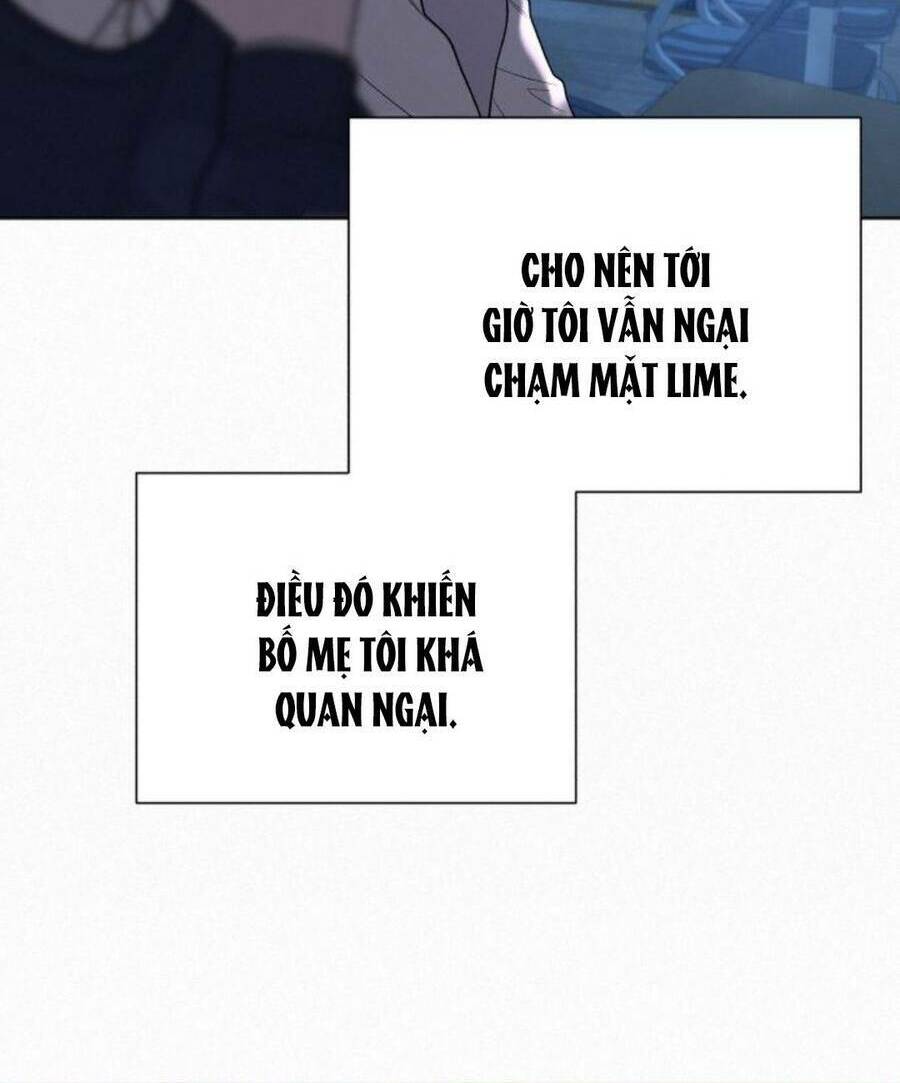 CHO NÊN TỚI
GIỜ TÔI VẪN NGẠI
CHẠM MẶT LIME.
ĐIỀU ĐÓ KHIẾN
BỐ MẸ TÔI KHÁ
QUAN NGẠI.